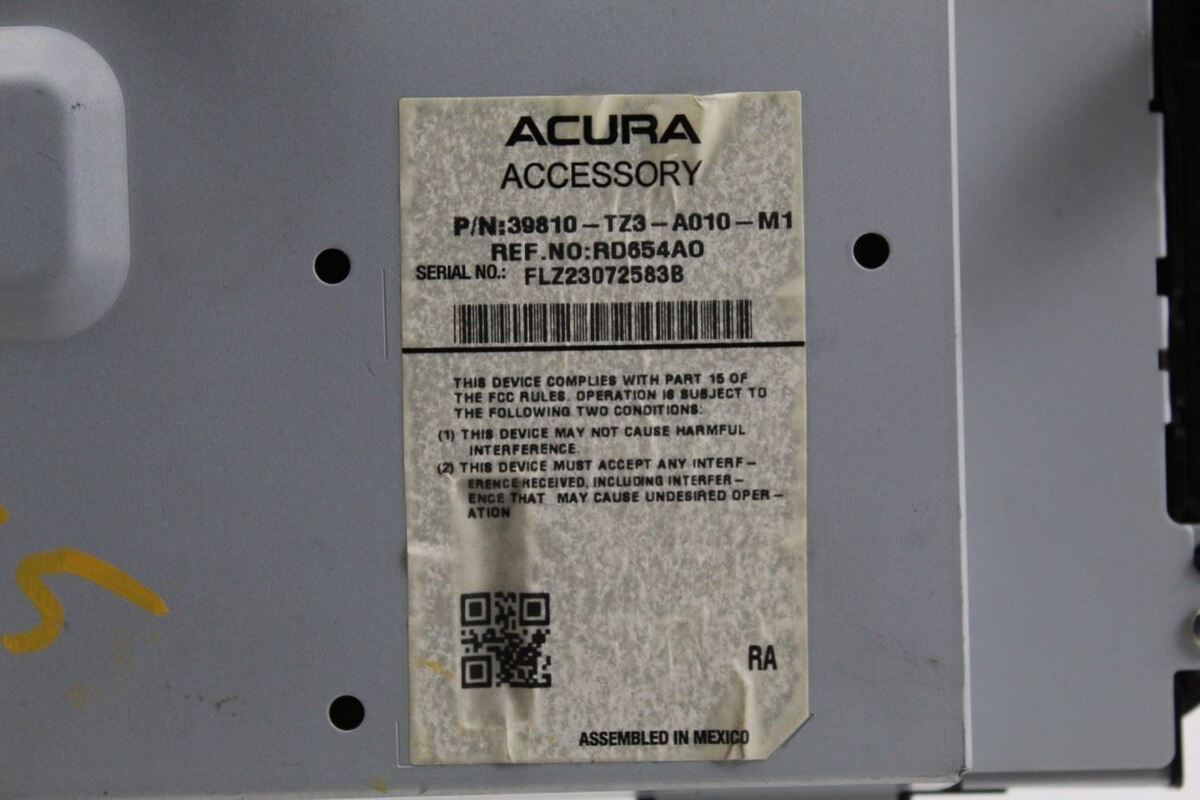 ACURA
ACCESSORY
P/N:39810-TZ3-A010-M1
REF.NO:RD654A0
SERIAL NO.: FLZ23072583B
THIS DEVICE COMPLIES WITH PART 15 OF
THE FCC RULES. OPERATION IS SUBJECT TO
THE FOLLOWING TWO CONDITIONS:
(1) THIS DEVICE MAY NOT CAUSE HARMFUL
INTERFERENCE.
(2) THIS DEVICE MUST ACCEPT ANY INTERF-
ERENCE RECEIVED, INCLUDING INTERFER-
ENCE THAT MAY CAUSE UNDESIRED OPER-
ATION
RA
ASSEMBLED IN MEXICO